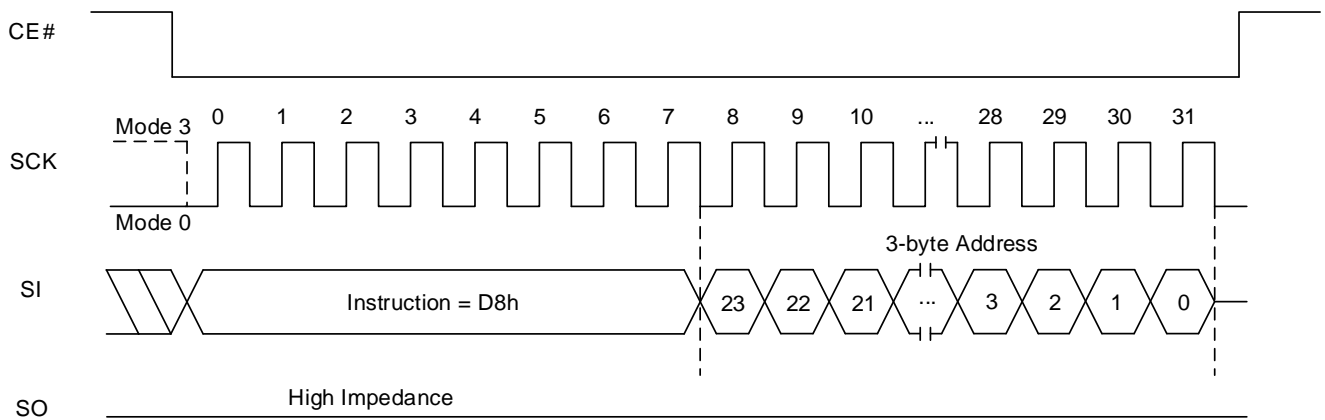 CE#
0 1 2 3 4 5 6 7 8 9 10 ... 28 29 30 31
Mode 3
SCK
Mode 0
3-byte Address
SI
Instruction = D8h
23 22 21 ... 3 2 1 0
High Impedance
SO